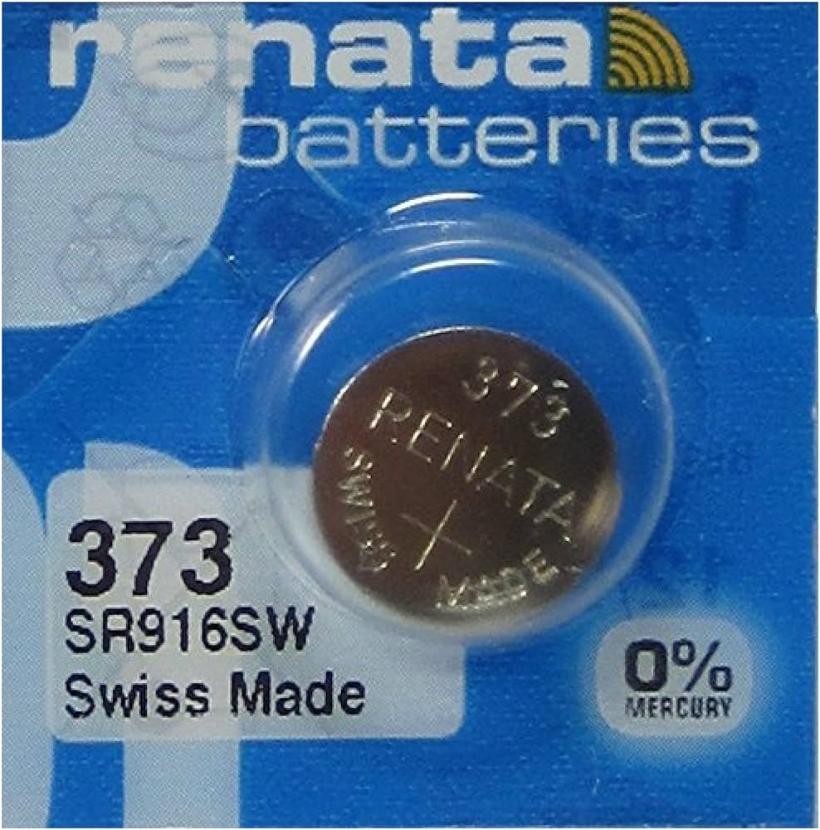 renata
batteries
373
RENATA
SWISS
+
MADE
373
SR916SW
Swiss Made
0%
MERCURY